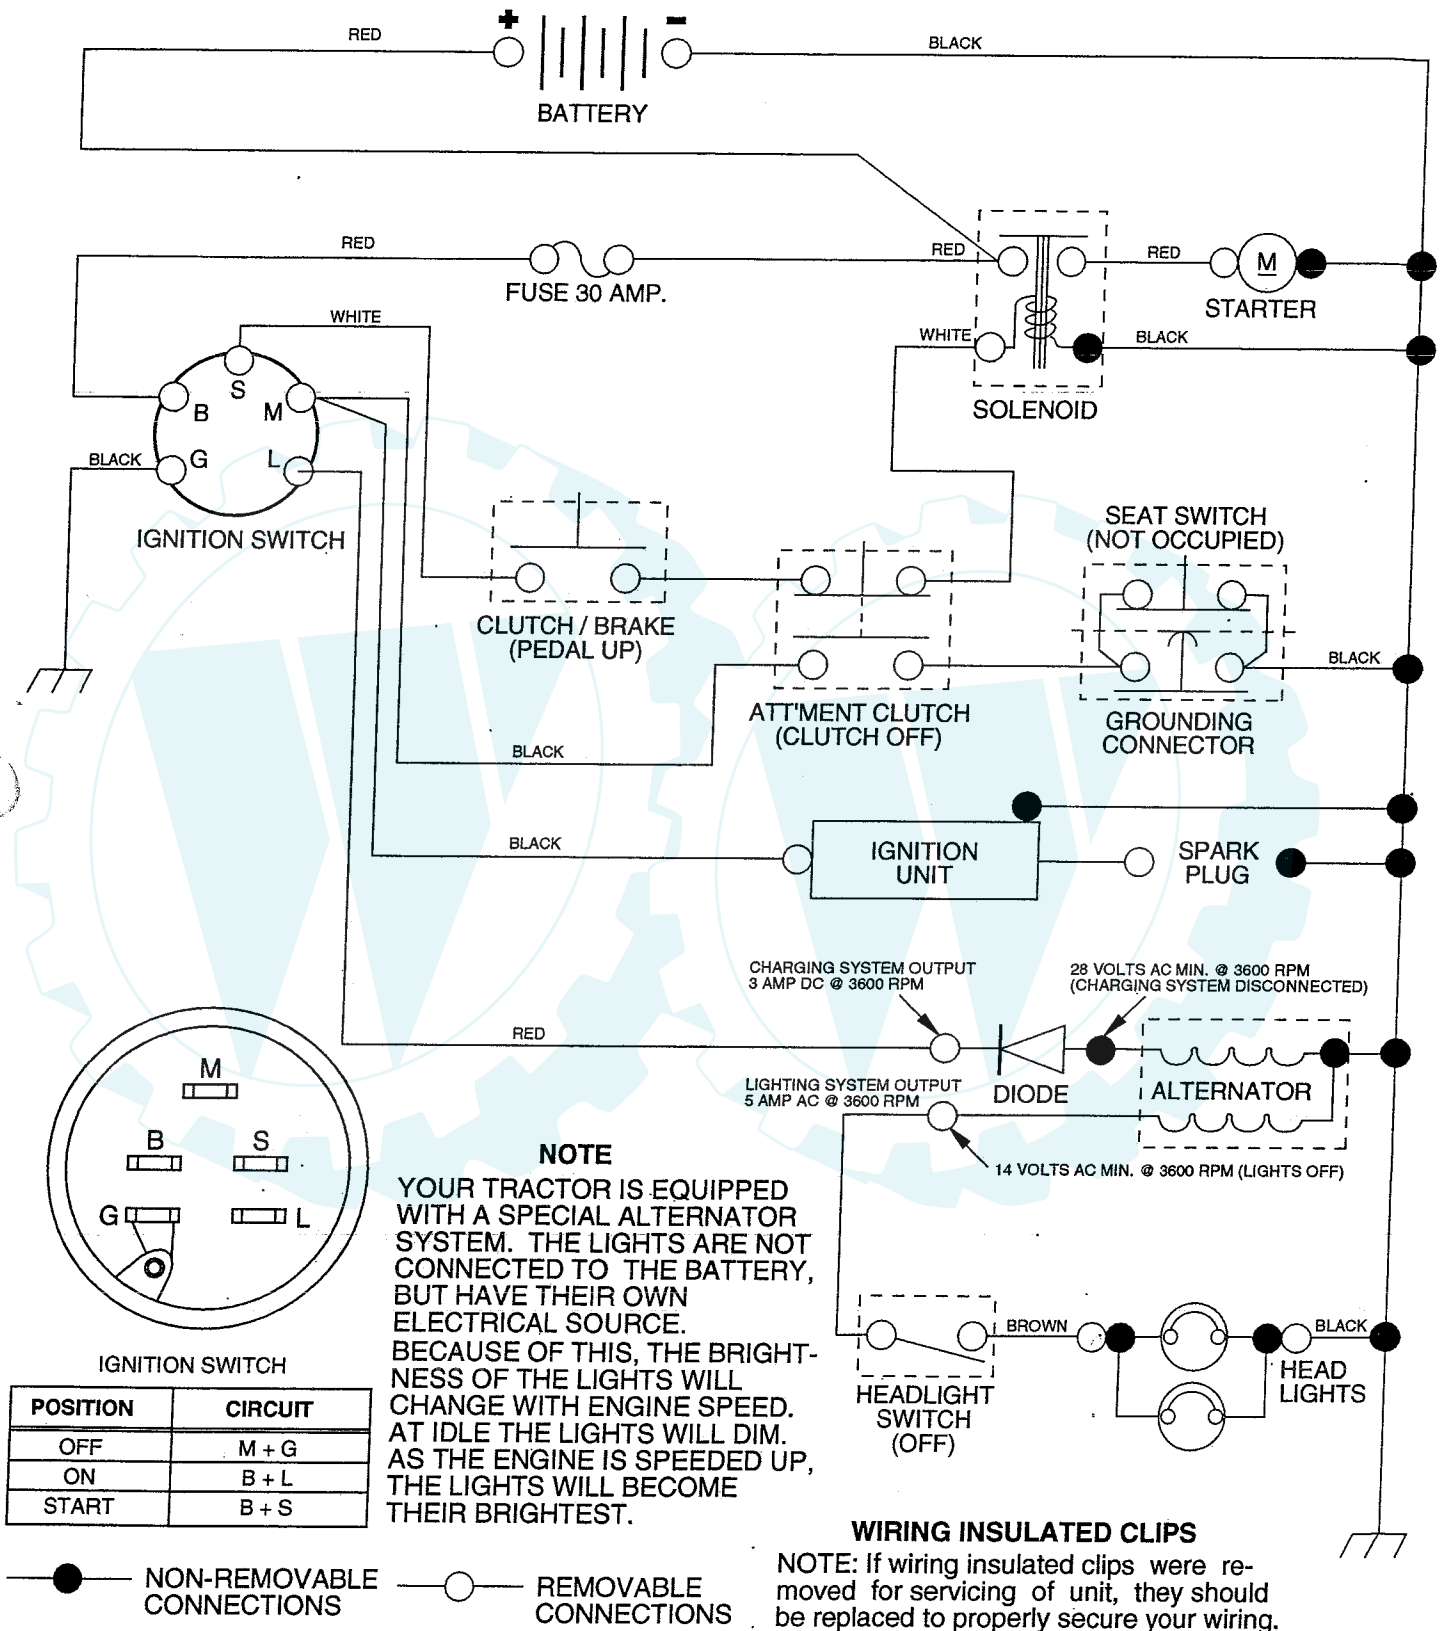 + -
RED
BLACK
BATTERY
RED
RED
RED
M
FUSE 30 AMP.
STARTER
WHITE
WHITE
BLACK
S
B
M
SOLENOID
BLACK
G
L
IGNITION SWITCH
SEAT SWITCH
(NOT OCCUPIED)
CLUTCH / BRAKE
(PEDAL UP)
BLACK
ATT'MENT CLUTCH
(CLUTCH OFF)
GROUNDING
CONNECTOR
BLACK
BLACK
IGNITION
UNIT
SPARK
PLUG
CHARGING SYSTEM OUTPUT
3 AMP DC @ 3600 RPM
28 VOLTS AC MIN. @ 3600 RPM
(CHARGING SYSTEM DISCONNECTED)
RED
DIODE
ALTERNATOR
LIGHTING SYSTEM OUTPUT
5 AMP AC @ 3600 RPM
14 VOLTS AC MIN. @ 3600 RPM (LIGHTS OFF)
M
B
S
G
L
NOTE
YOUR TRACTOR IS EQUIPPED
WITH A SPECIAL ALTERNATOR
SYSTEM. THE LIGHTS ARE NOT
CONNECTED TO THE BATTERY,
BUT HAVE THEIR OWN
ELECTRICAL SOURCE.
BECAUSE OF THIS, THE BRIGHT-
NESS OF THE LIGHTS WILL
CHANGE WITH ENGINE SPEED.
AT IDLE THE LIGHTS WILL DIM.
AS THE ENGINE IS SPEEDED UP,
THE LIGHTS WILL BECOME
THEIR BRIGHTEST.
BROWN
BLACK
HEADLIGHT
SWITCH
(OFF)
HEAD
LIGHTS
IGNITION SWITCH
POSITION CIRCUIT
OFF M + G
ON B + L
START B + S
NON-REMOVABLE
CONNECTIONS
REMOVABLE
CONNECTIONS
WIRING INSULATED CLIPS
NOTE: If wiring insulated clips were re-
moved for servicing of unit, they should
be replaced to properly secure your wiring.